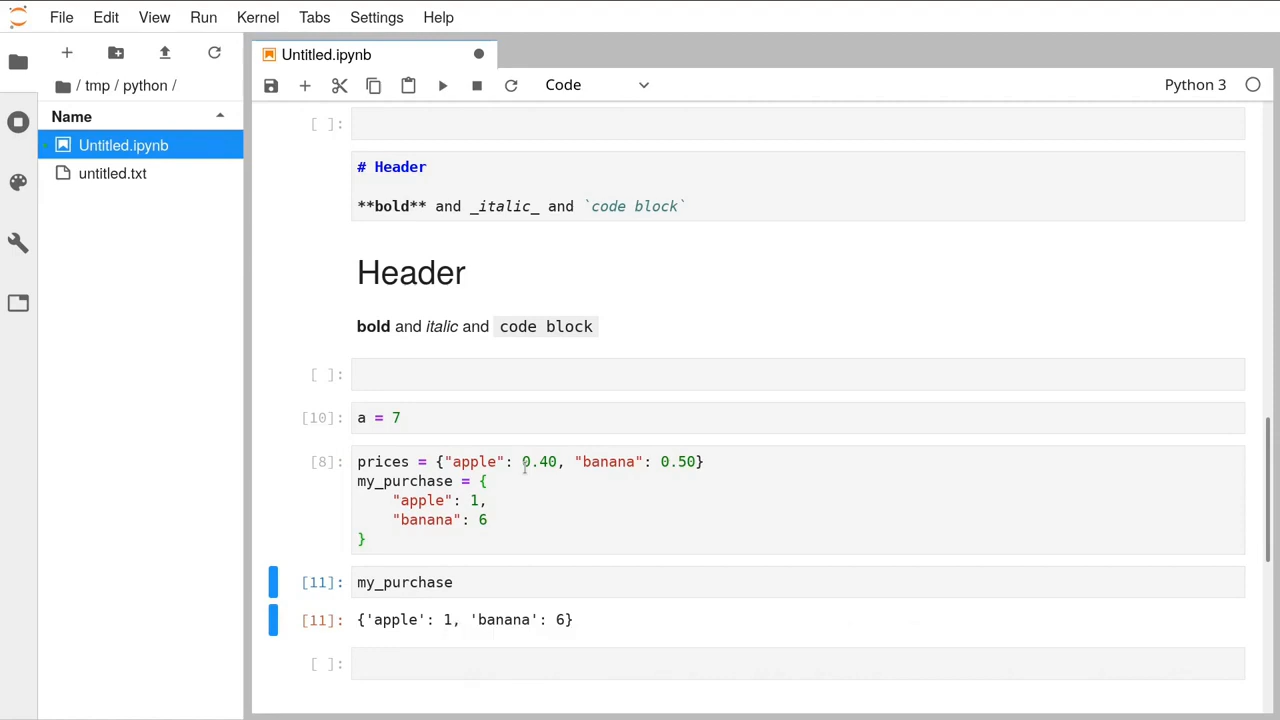 File Edit View Run Kernel Tabs Settings Help
/ tmp / python /
Name
Untitled.ipynb
untitled.txt
Untitled.ipynb
Code
Python 3
[ ]:
# Header
**bold** and _italic_ and `code block`
Header
bold and italic and code block
[ ]:
[10]: a = 7
[8]: prices = {"apple": 0.40, "banana": 0.50}
my_purchase = {
"apple": 1,
"banana": 6
}
[11]: my_purchase
[11]: {'apple': 1, 'banana': 6}
[ ]: